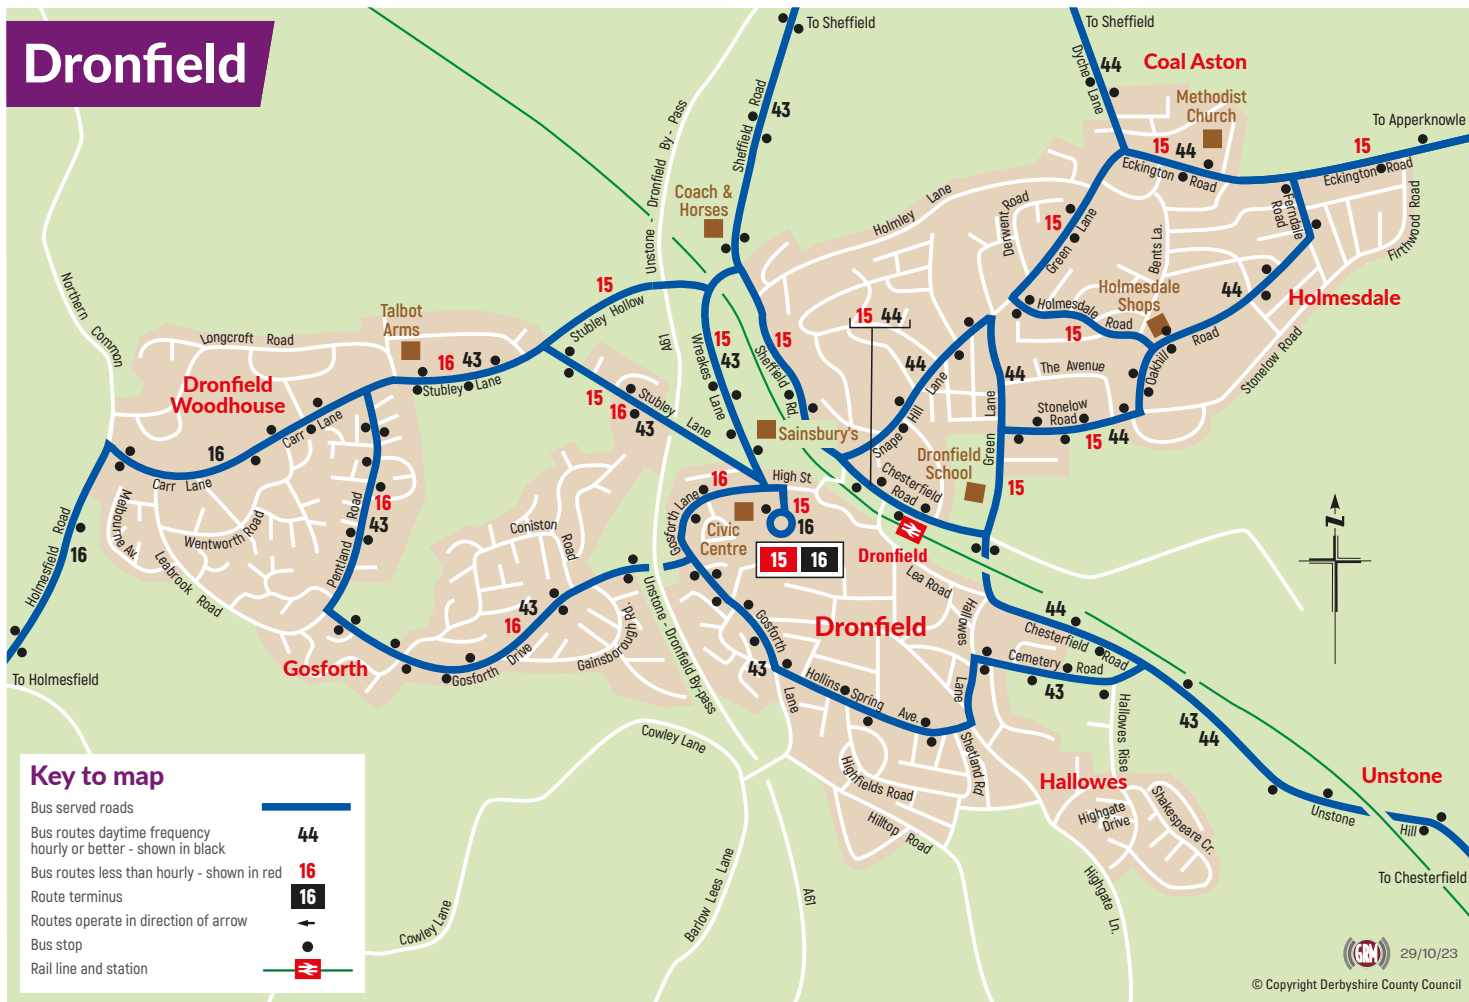 Dronfield
To Sheffield
To Sheffield
Dyche Lane
44
Coal Aston
Methodist
Church
To Apperknowle
15
44
15
Eckington Road
Eckington Road
Sheffield Road
43
Unstone - Dronfield By - Pass
Coach &
Horses
Holmley Lane
Derwent Road
15
Green Lane
Bents La.
Ferndale
Road
Firthwood Road
Northern Common
15
Stubley Hollow
A61
Holmesdale
Shops
44
Holmesdale
Holmesdale Road
15
Oakhill Road
Stonelow Road
Talbot
Arms
Longcroft Road
16 43
Stubley Lane
Dronfield
Woodhouse
15
43
Wreakes Lane
15
Sheffield Rd.
15 44
44
Snape Hill Lane
44
The Avenue
Stonelow
Road
15 44
Green Lane
15
16
43
Stubley Lane
Sainsbury's
Carr Lane
16
Carr Lane
Dronfield
School
Chesterfield
Road
15
High St
16
15
16
Gosforth Lane
Civic
Centre
15 16
Dronfield
16
43
Pentland Road
Wentworth Road
Milbourne Av.
Leabrook Road
Holmesfield Road
16
Coniston
Road
Lea Road
Hallowes
Lane
44
Chesterfield Road
Cemetery Road
43
Dronfield
43
16
Gosforth Drive
Gainsborough Rd.
Unstone - Dronfield By-pass
Gosforth
Lane
43
Hollins Spring Ave.
Gosforth
To Holmesfield
43
44
Hallowes Rise
Shetland Rd
Cowley Lane
Highfields Road
Hilltop Road
Hallowes
Highgate
Drive
Shakespeare Cr.
Highgate Ln.
Unstone
Unstone Hill
To Chesterfield
Cowley Lane
Barlow Lees Lane
A61
N
Key to map
Bus served roads
Bus routes daytime frequency
hourly or better - shown in black
44
Bus routes less than hourly - shown in red 16
Route terminus 16
Routes operate in direction of arrow
Bus stop
Rail line and station
GRM
29/10/23
© Copyright Derbyshire County Council